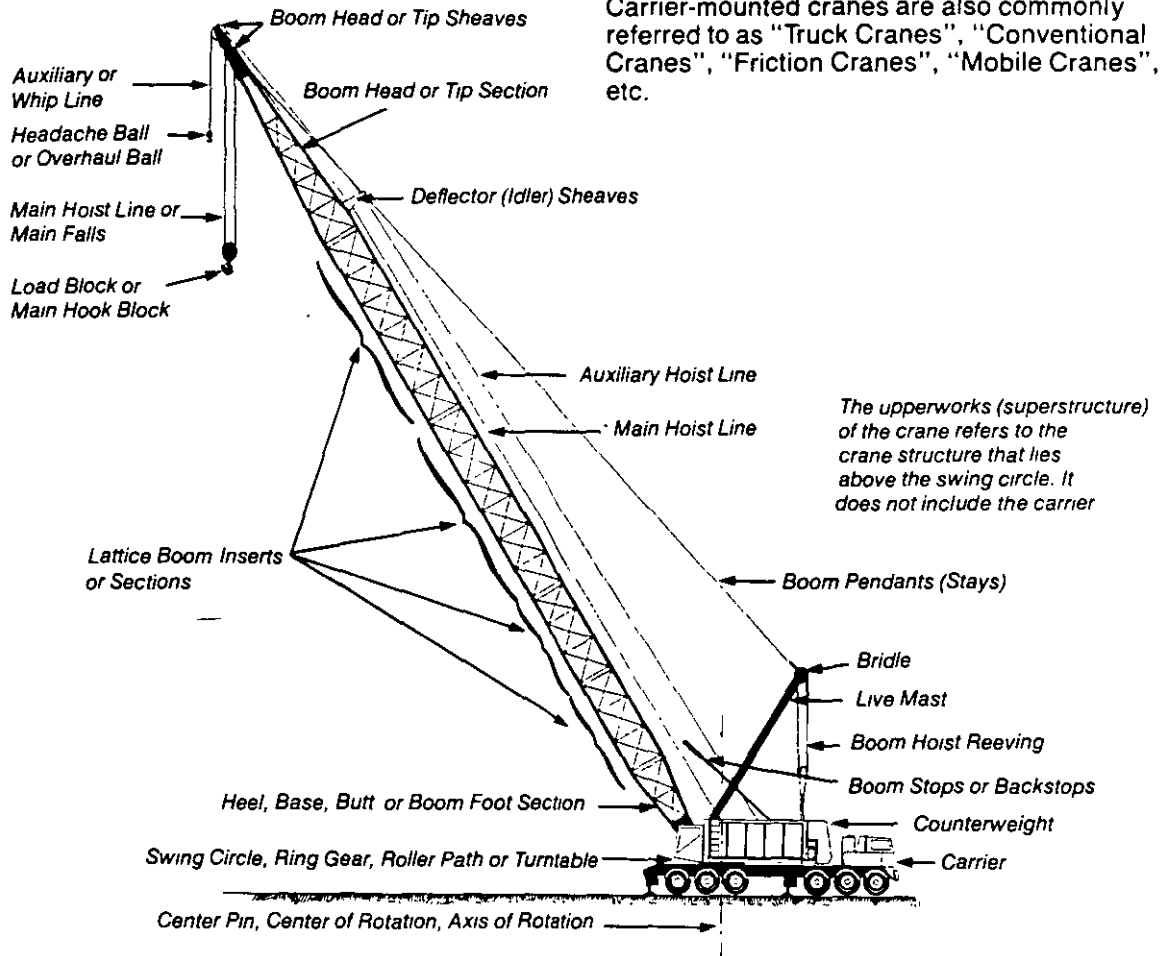 Carrier-mounted cranes are also commonly
referred to as “Truck Cranes”, “Conventional
Cranes”, “Friction Cranes”, “Mobile Cranes”,
etc.
Boom Head or Tip Sheaves
Auxiliary or
Whip Line
Boom Head or Tip Section
Headache Ball
or Overhaul Ball
Deflector (Idler) Sheaves
Main Hoist Line or
Main Falls
Load Block or
Main Hook Block
Auxiliary Hoist Line
Main Hoist Line
The upperworks (superstructure)
of the crane refers to the
crane structure that lies
above the swing circle. It
does not include the carrier
Lattice Boom Inserts
or Sections
Boom Pendants (Stays)
Bridle
Live Mast
Boom Hoist Reeving
Boom Stops or Backstops
Heel, Base, Butt or Boom Foot Section
Counterweight
Swing Circle, Ring Gear, Roller Path or Turntable
Carrier
Center Pin, Center of Rotation, Axis of Rotation